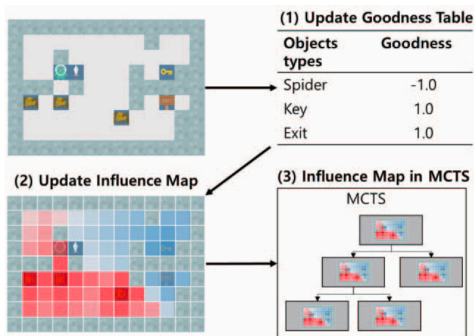 (1) Update Goodness Table
Objects types Goodness
Spider -1.0
Key 1.0
Exit 1.0
(2) Update Influence Map
(3) Influence Map in MCTS
MCTS